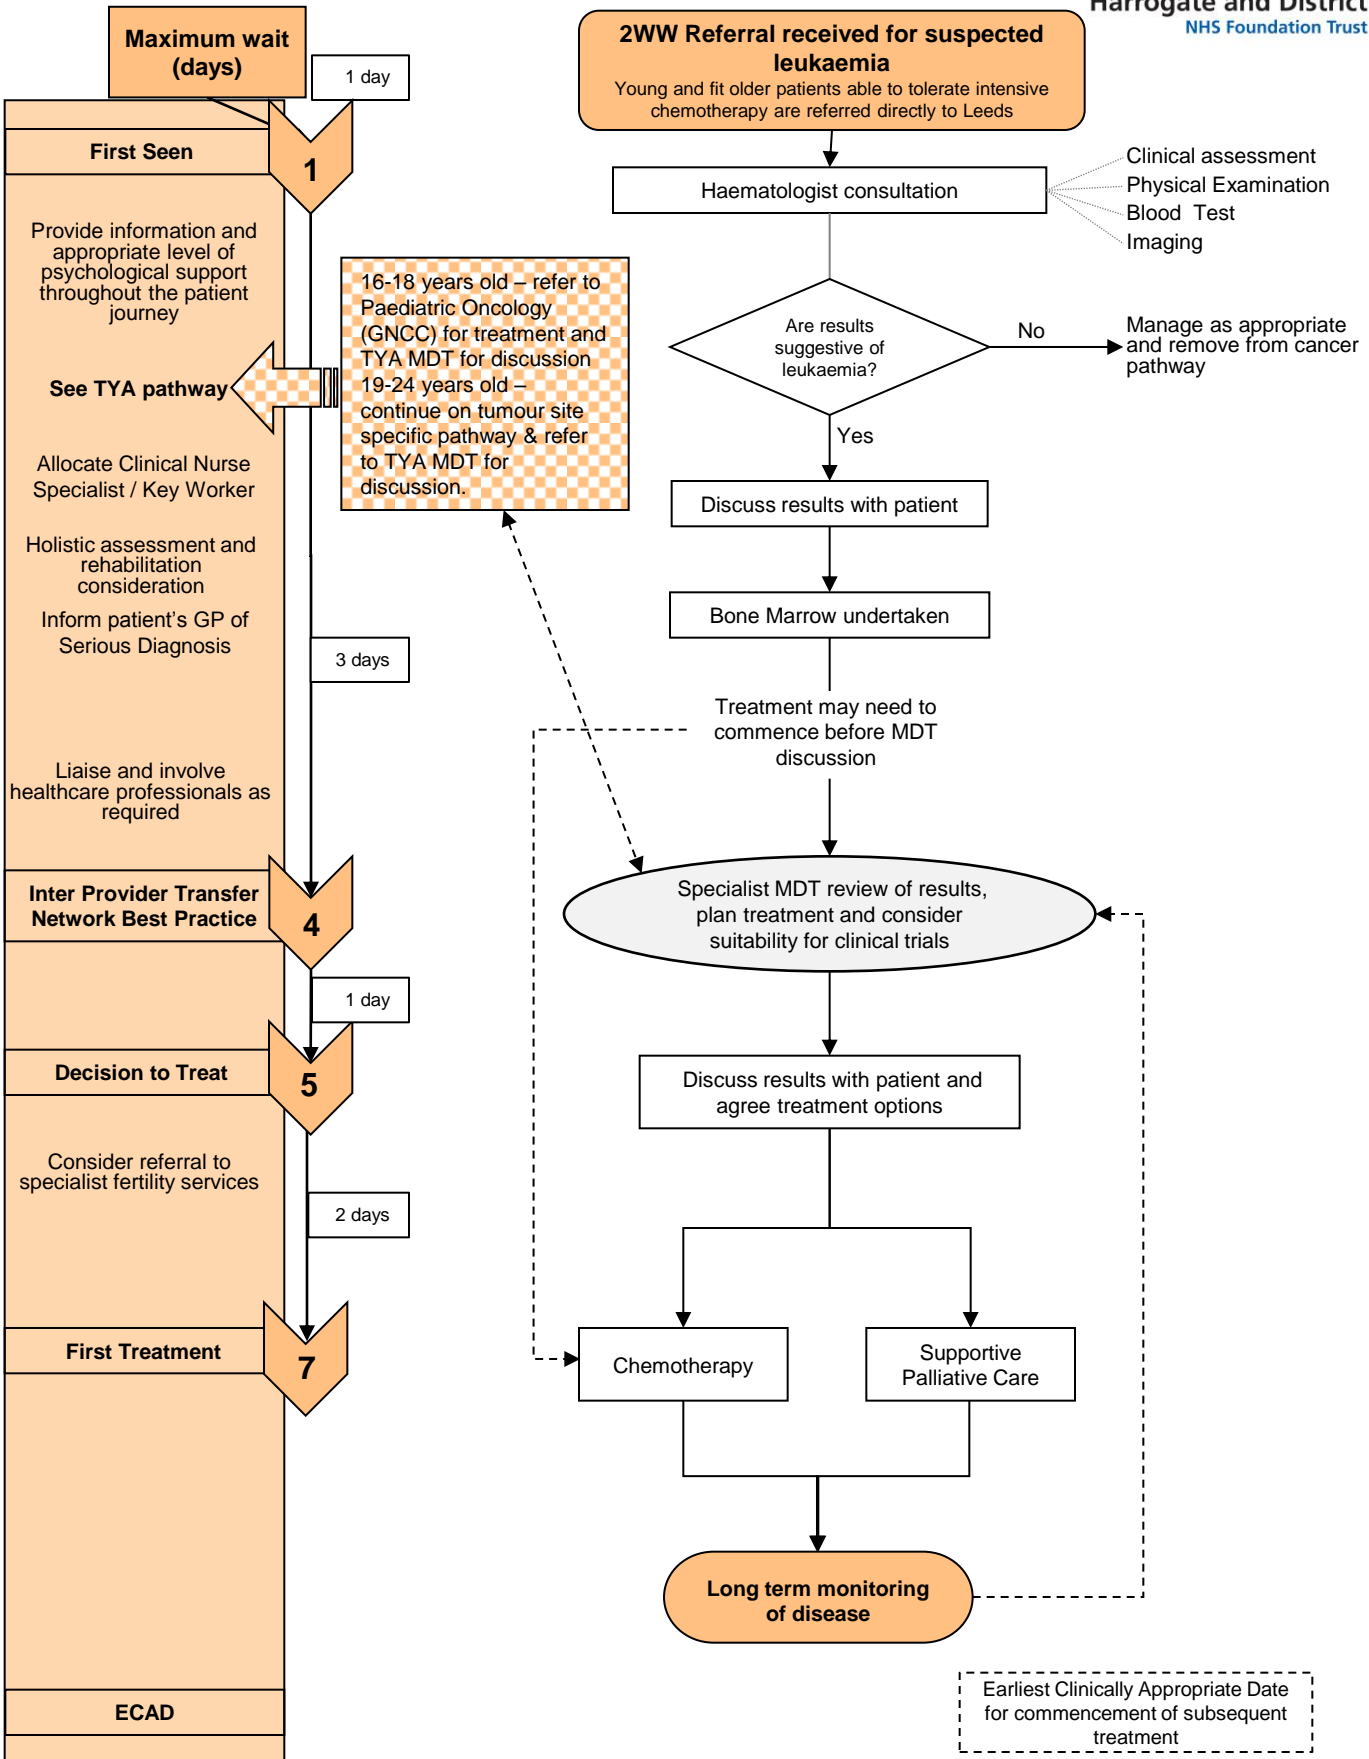 Harrogate and District
NHS Foundation Trust
Maximum wait
(days)
1 day
First Seen
1
Provide information and
appropriate level of
psychological support
throughout the patient
journey
See TYA pathway
Allocate Clinical Nurse
Specialist / Key Worker
Holistic assessment and
rehabilitation
consideration
Inform patient's GP of
Serious Diagnosis
3 days
Liaise and involve
healthcare professionals as
required
Inter Provider Transfer
Network Best Practice
4
1 day
Decision to Treat
5
Consider referral to
specialist fertility services
2 days
First Treatment
7
ECAD
16-18 years old – refer to
Paediatric Oncology
(GNCC) for treatment and
TYA MDT for discussion
19-24 years old –
continue on tumour site
specific pathway & refer
to TYA MDT for
discussion.
2WW Referral received for suspected
leukaemia
Young and fit older patients able to tolerate intensive
chemotherapy are referred directly to Leeds
Haematologist consultation
Clinical assessment
Physical Examination
Blood Test
Imaging
Are results
suggestive of
leukaemia?
No
Manage as appropriate
and remove from cancer
pathway
Yes
Discuss results with patient
Bone Marrow undertaken
Treatment may need to
commence before MDT
discussion
Specialist MDT review of results,
plan treatment and consider
suitability for clinical trials
Discuss results with patient and
agree treatment options
Chemotherapy
Supportive
Palliative Care
Long term monitoring
of disease
Earliest Clinically Appropriate Date
for commencement of subsequent
treatment